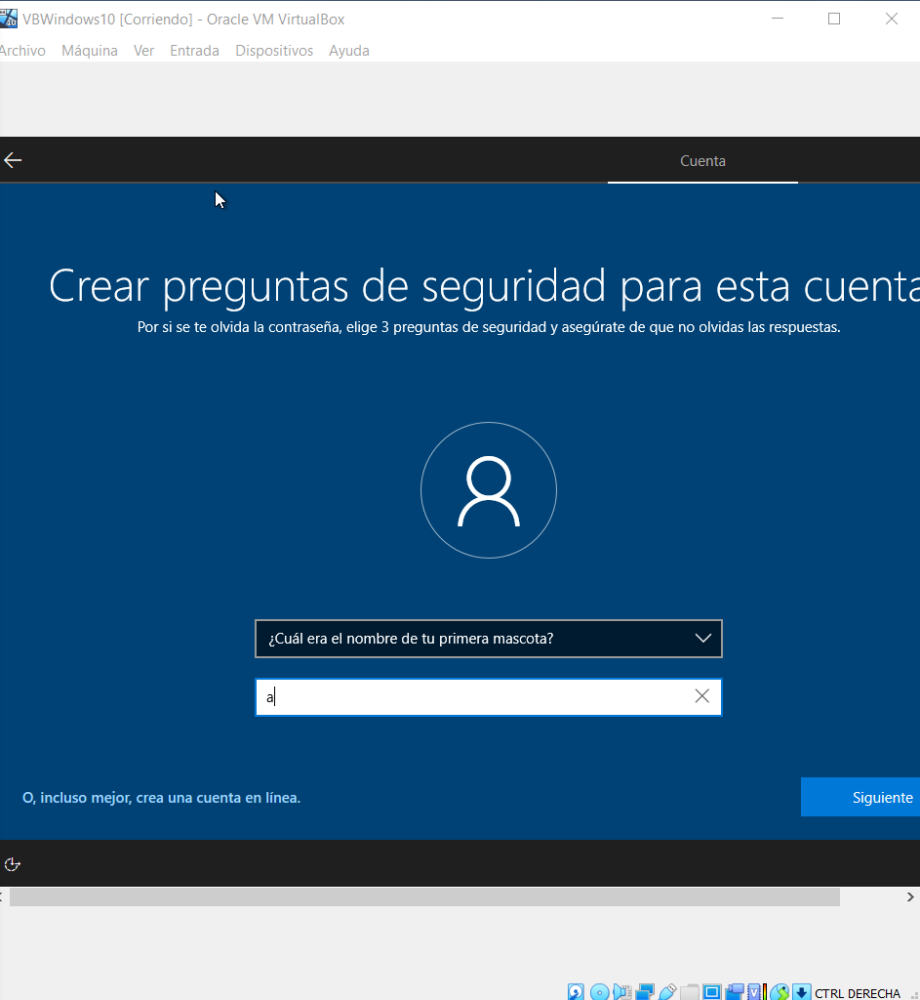 VBWindows10 [Corriendo] - Oracle VM VirtualBox
Archivo Máquina Ver Entrada Dispositivos Ayuda
Cuenta
Crear preguntas de seguridad para esta cuenta
Por si se te olvida la contraseña, elige 3 preguntas de seguridad y asegúrate de que no olvidas las respuestas.
¿Cuál era el nombre de tu primera mascota?
a
O, incluso mejor, crea una cuenta en línea.
Siguiente
CTRL DERECHA